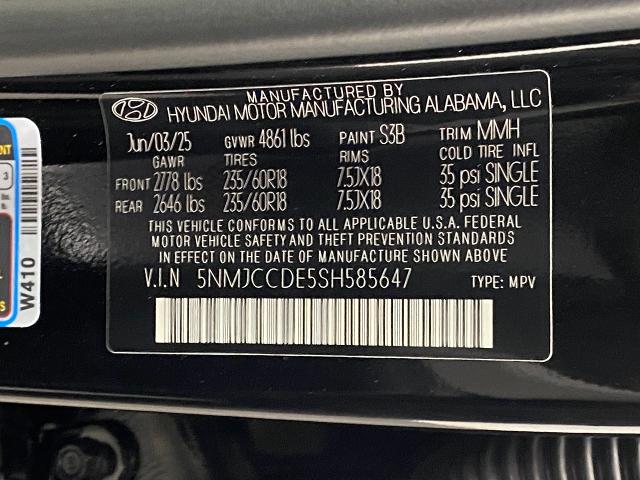 MANUFACTURED BY
HYUNDAI MOTOR MANUFACTURING ALABAMA, LLC
Jun/03/25 GVWR 4861 lbs PAINT S3B TRIM MMH
GAWR TIRES RIMS COLD TIRE INFL
FRONT 2778 lbs 235/60R18 7.5JX18 35 psi SINGLE
REAR 2646 lbs 235/60R18 7.5JX18 35 psi SINGLE
THIS VEHICLE CONFORMS TO ALL APPLICABLE U.S.A. FEDERAL
MOTOR VEHICLE SAFETY AND THEFT PREVENTION STANDARDS
IN EFFECT ON THE DATE OF MANUFACTURE SHOWN ABOVE
V.I.N 5NMJCCDE5SH585647 TYPE: MPV
W410
3